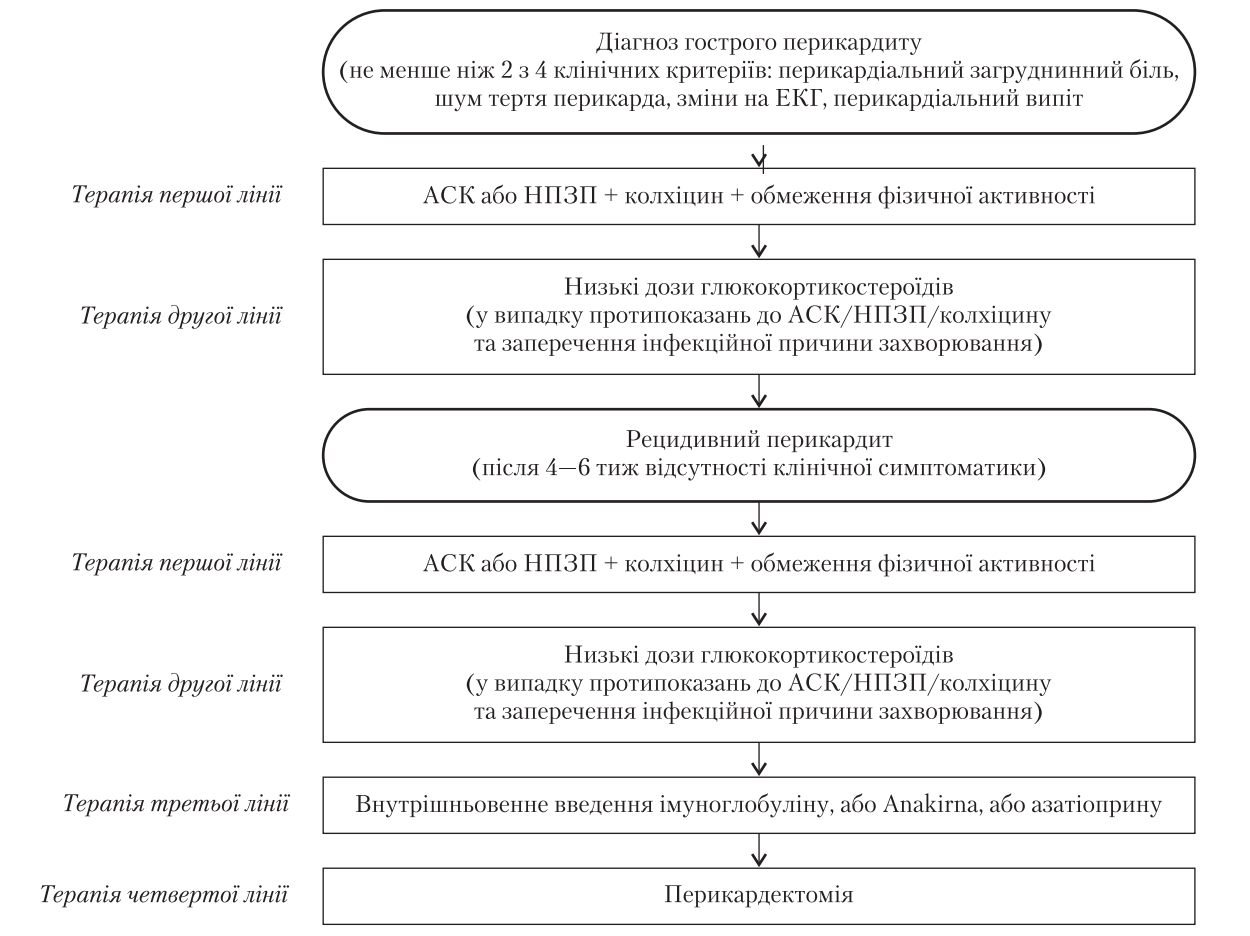 Діагноз гострого перикардиту
(не менше ніж 2 з 4 клінічних критеріїв: перикардіальний загруднинний біль,
шум тертя перикарда, зміни на ЕКГ, перикардіальний випіт
Терапія першої лінії
АСК або НПЗП + колхіцин + обмеження фізичної активності
Терапія другої лінії
Низькі дози глюкокортикостероїдів
(у випадку протипоказань до АСК/НПЗП/колхіцину
та заперечення інфекційної причини захворювання)
Рецидивний перикардит
(після 4–6 тиж відсутності клінічної симптоматики)
Терапія першої лінії
АСК або НПЗП + колхіцин + обмеження фізичної активності
Терапія другої лінії
Низькі дози глюкокортикостероїдів
(у випадку протипоказань до АСК/НПЗП/колхіцину
та заперечення інфекційної причини захворювання)
Терапія третьої лінії
Внутрішньовенне введення імуноглобуліну, або Anakirna, або азатіоприну
Терапія четвертої лінії
Перикардектомія